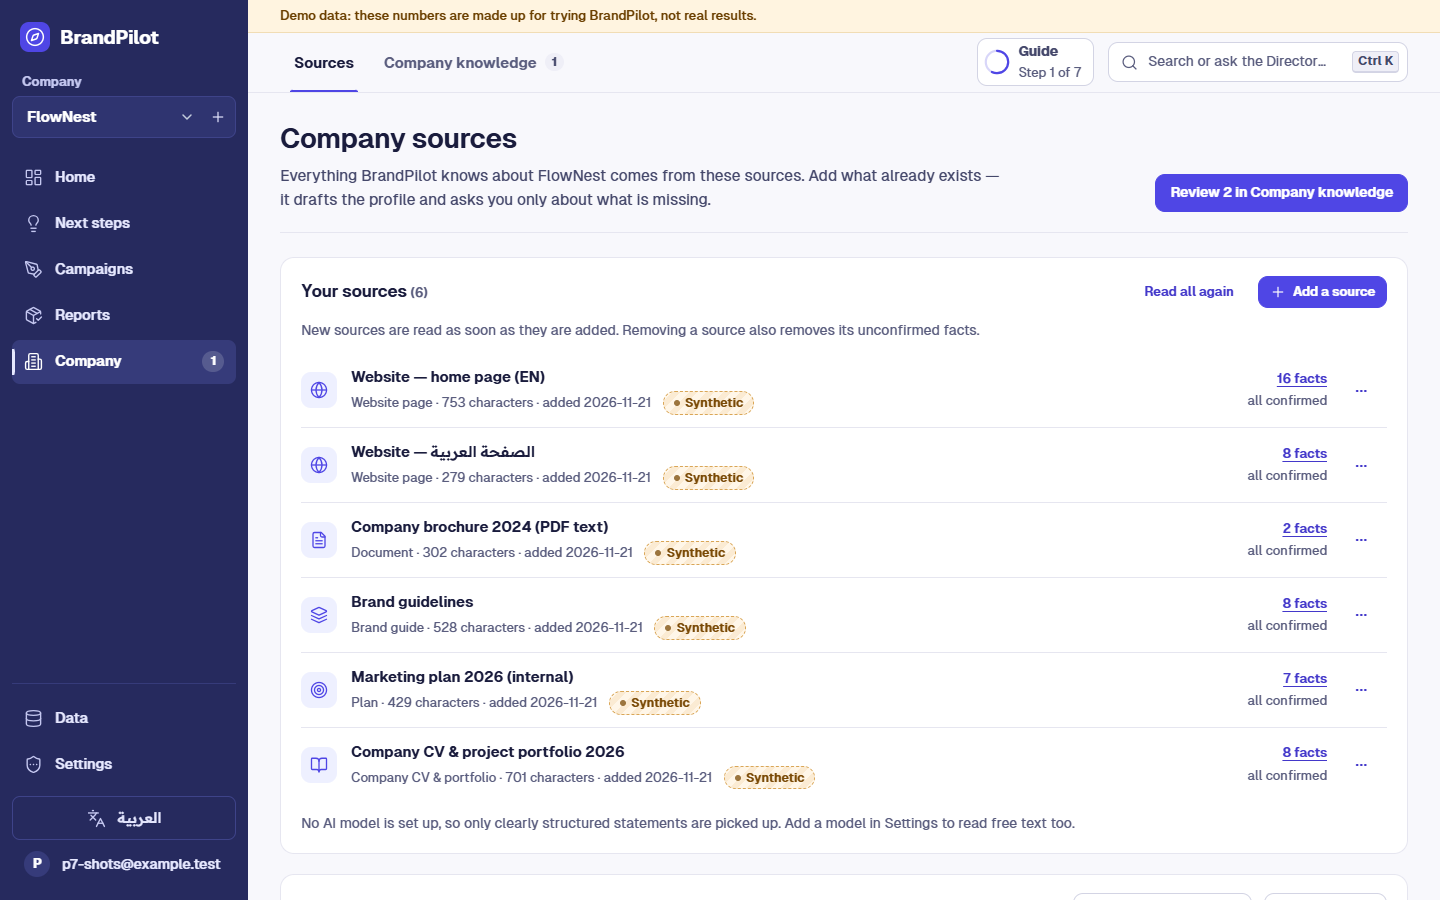 Demo data: these numbers are made up for trying BrandPilot, not real results.
BrandPilot
Company
FlowNest
Home
Next steps
Campaigns
Reports
Company 1
Data
Settings
العربية
P p7-shots@example.test
Sources
Company knowledge 1
Guide
Step 1 of 7
Search or ask the Director... Ctrl K
Company sources
Everything BrandPilot knows about FlowNest comes from these sources. Add what already exists —
it drafts the profile and asks you only about what is missing.
Review 2 in Company knowledge
Your sources (6)
Read all again
+ Add a source
New sources are read as soon as they are added. Removing a source also removes its unconfirmed facts.
Website — home page (EN)
Website page · 753 characters · added 2026-11-21 Synthetic
16 facts
all confirmed
Website — الصفحة العربية
Website page · 279 characters · added 2026-11-21 Synthetic
8 facts
all confirmed
Company brochure 2024 (PDF text)
Document · 302 characters · added 2026-11-21 Synthetic
2 facts
all confirmed
Brand guidelines
Brand guide · 528 characters · added 2026-11-21 Synthetic
8 facts
all confirmed
Marketing plan 2026 (internal)
Plan · 429 characters · added 2026-11-21 Synthetic
7 facts
all confirmed
Company CV & project portfolio 2026
Company CV & portfolio · 701 characters · added 2026-11-21 Synthetic
8 facts
all confirmed
No AI model is set up, so only clearly structured statements are picked up. Add a model in Settings to read free text too.